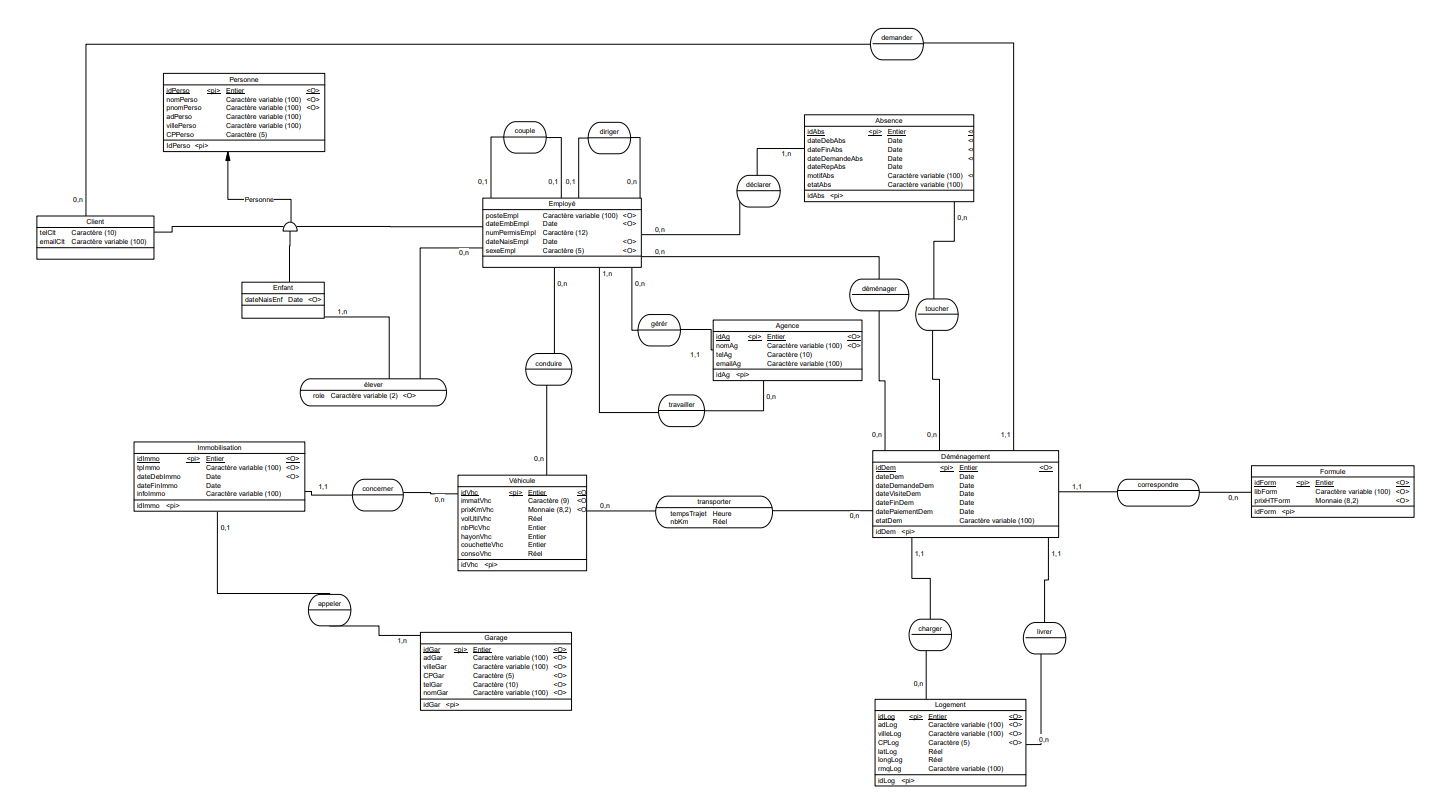 demander
Personne
idPerso <pi> Entier <O>
nomPerso Caractère variable (100) <O>
pnomPerso Caractère variable (100) <O>
adPerso Caractère variable (100)
villePerso Caractère variable (100)
CPPerso Caractère (5)
IdPerso <pi>
couple
diriger
0,1
0,1
0,1
0,n
Absence
idAbs <pi> Entier
dateDebAbs Date
dateFinAbs Date
dateDemandeAbs Date
dateRepAbs Date
motifAbs Caractère variable (100)
etatAbs Caractère variable (100)
idAbs <pi>
1,n
déclarer
0,n
0,n
Personne
Client
telClt Caractère (10)
emailClt Caractère variable (100)
Employé
posteEmpl Caractère variable (100) <O>
dateEmbEmpl Date <O>
numPermisEmpl Caractère (12)
dateNaisEmpl Date <O>
sexeEmpl Caractère (5) <O>
0,n
0,n
0,n
1,n
0,n
0,n
Enfant
dateNaisEnf Date <O>
1,n
déménager
toucher
gérér
1,1
Agence
idAg <pi> Entier <O>
nomAg Caractère variable (100) <O>
telAg Caractère (10)
emailAg Caractère variable (100)
idAg <pi>
conduire
élever
role Caractère variable (2) <O>
travailler
0,n
0,n
0,n
1,1
0,n
Immobilisation
idImmo <pi> Entier <O>
tpImmo Caractère variable (100) <O>
dateDebImmo Date <O>
dateFinImmo Date
infoImmo Caractère variable (100)
idImmo <pi>
1,1
concerner
0,n
Véhicule
idVhc <pi> Entier <O
immatVhc Caractère (9) <O
prixKmVhc Monnaie (8,2) <O
volUtilVhc Réel
nbPlcVhc Entier
hayonVhc Entier
couchetteVhc Entier
consoVhc Réel
idVhc <pi>
0,n
transporter
tempsTrajet Heure
nbKm Réel
0,n
Déménagement
idDem <pi> Entier <O>
dateDem Date
dateDemandeDem Date
dateVisiteDem Date
dateFinDem Date
datePaiementDem Date
etatDem Caractère variable (100)
idDem <pi>
1,1
correspondre
0,n
Formule
idForm <pi> Entier <O>
libForm Caractère variable (100) <O>
prixHTForm Monnaie (8,2) <O>
idForm <pi>
0,1
1,1
1,1
appeler
1,n
charger
livrer
Garage
idGar <pi> Entier <O>
adGar Caractère variable (100) <O>
villeGar Caractère variable (100) <O>
CPGar Caractère (5) <O>
telGar Caractère (10) <O>
nomGar Caractère variable (100) <O>
idGar <pi>
0,n
Logement
idLog <pi> Entier <O>
adLog Caractère variable (100) <O>
villeLog Caractère variable (100) <O>
CPLog Caractère (5) <O>
latLog Réel
longLog Réel
rmqLog Caractère variable (100)
idLog <pi>
0,n